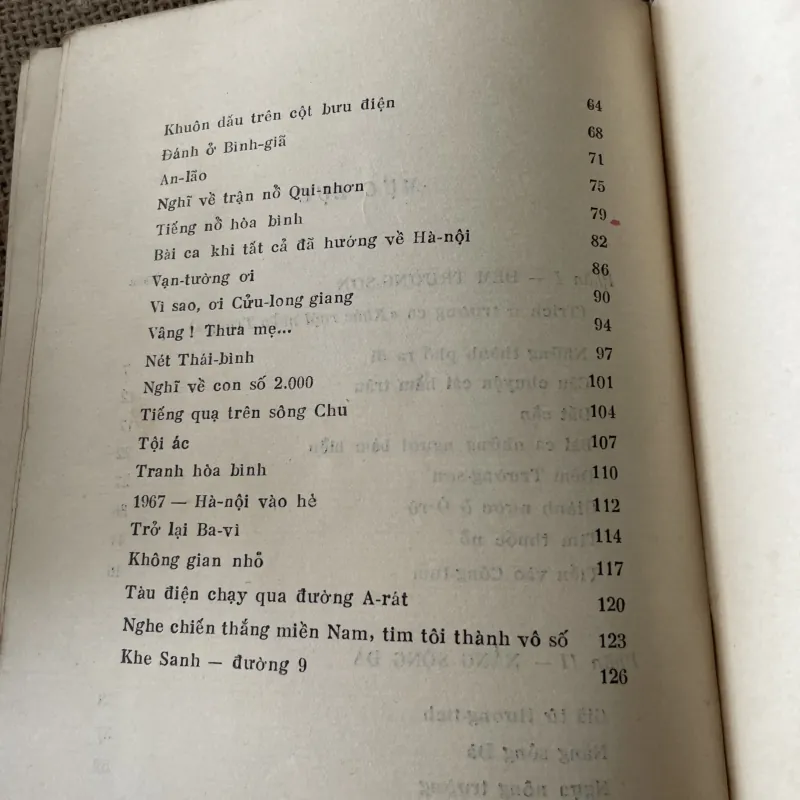 Khuôn dấu trên cột bưu điện 64
Đánh ở Bình-giã 68
An-lão 71
Nghĩ về trận nổ Qui-nhơn 75
Tiếng nổ hòa bình 79
Bài ca khi tất cả đã hướng về Hà-nội 82
Vạn-tường ơi 86
Vì sao, ơi Cửu-long giang 90
Vâng ! Thưa mẹ... 94
Nét Thái-bình 97
Nghĩ về con số 2.000 101
Tiếng quạ trên sông Chu 104
Tội ác 107
Tranh hòa bình 110
1967 — Hà-nội vào hè 112
Trở lại Ba-vì 114
Không gian nhỏ 117
Tàu điện chạy qua đường A-rát 120
Nghe chiến thắng miền Nam, tim tôi thành vô số 123
Khe Sanh — đường 9 126